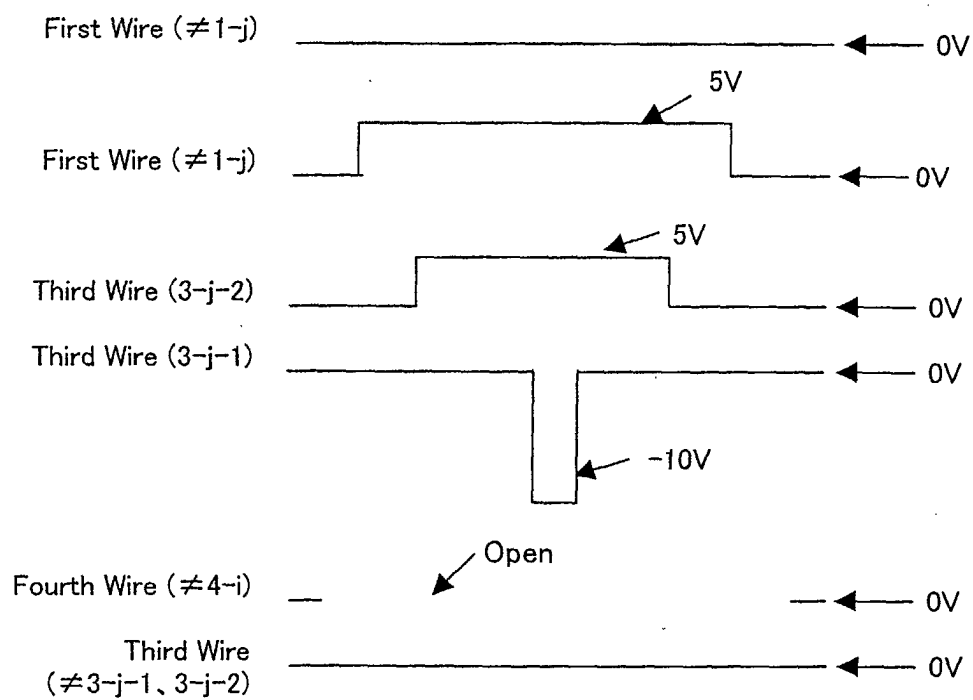 First Wire (≠1-j)
0V
5V
First Wire (≠1-j)
0V
5V
Third Wire (3-j-2)
0V
Third Wire (3-j-1)
0V
-10V
Open
Fourth Wire (≠4-i)
0V
Third Wire
(≠3-j-1、3-j-2)
0V